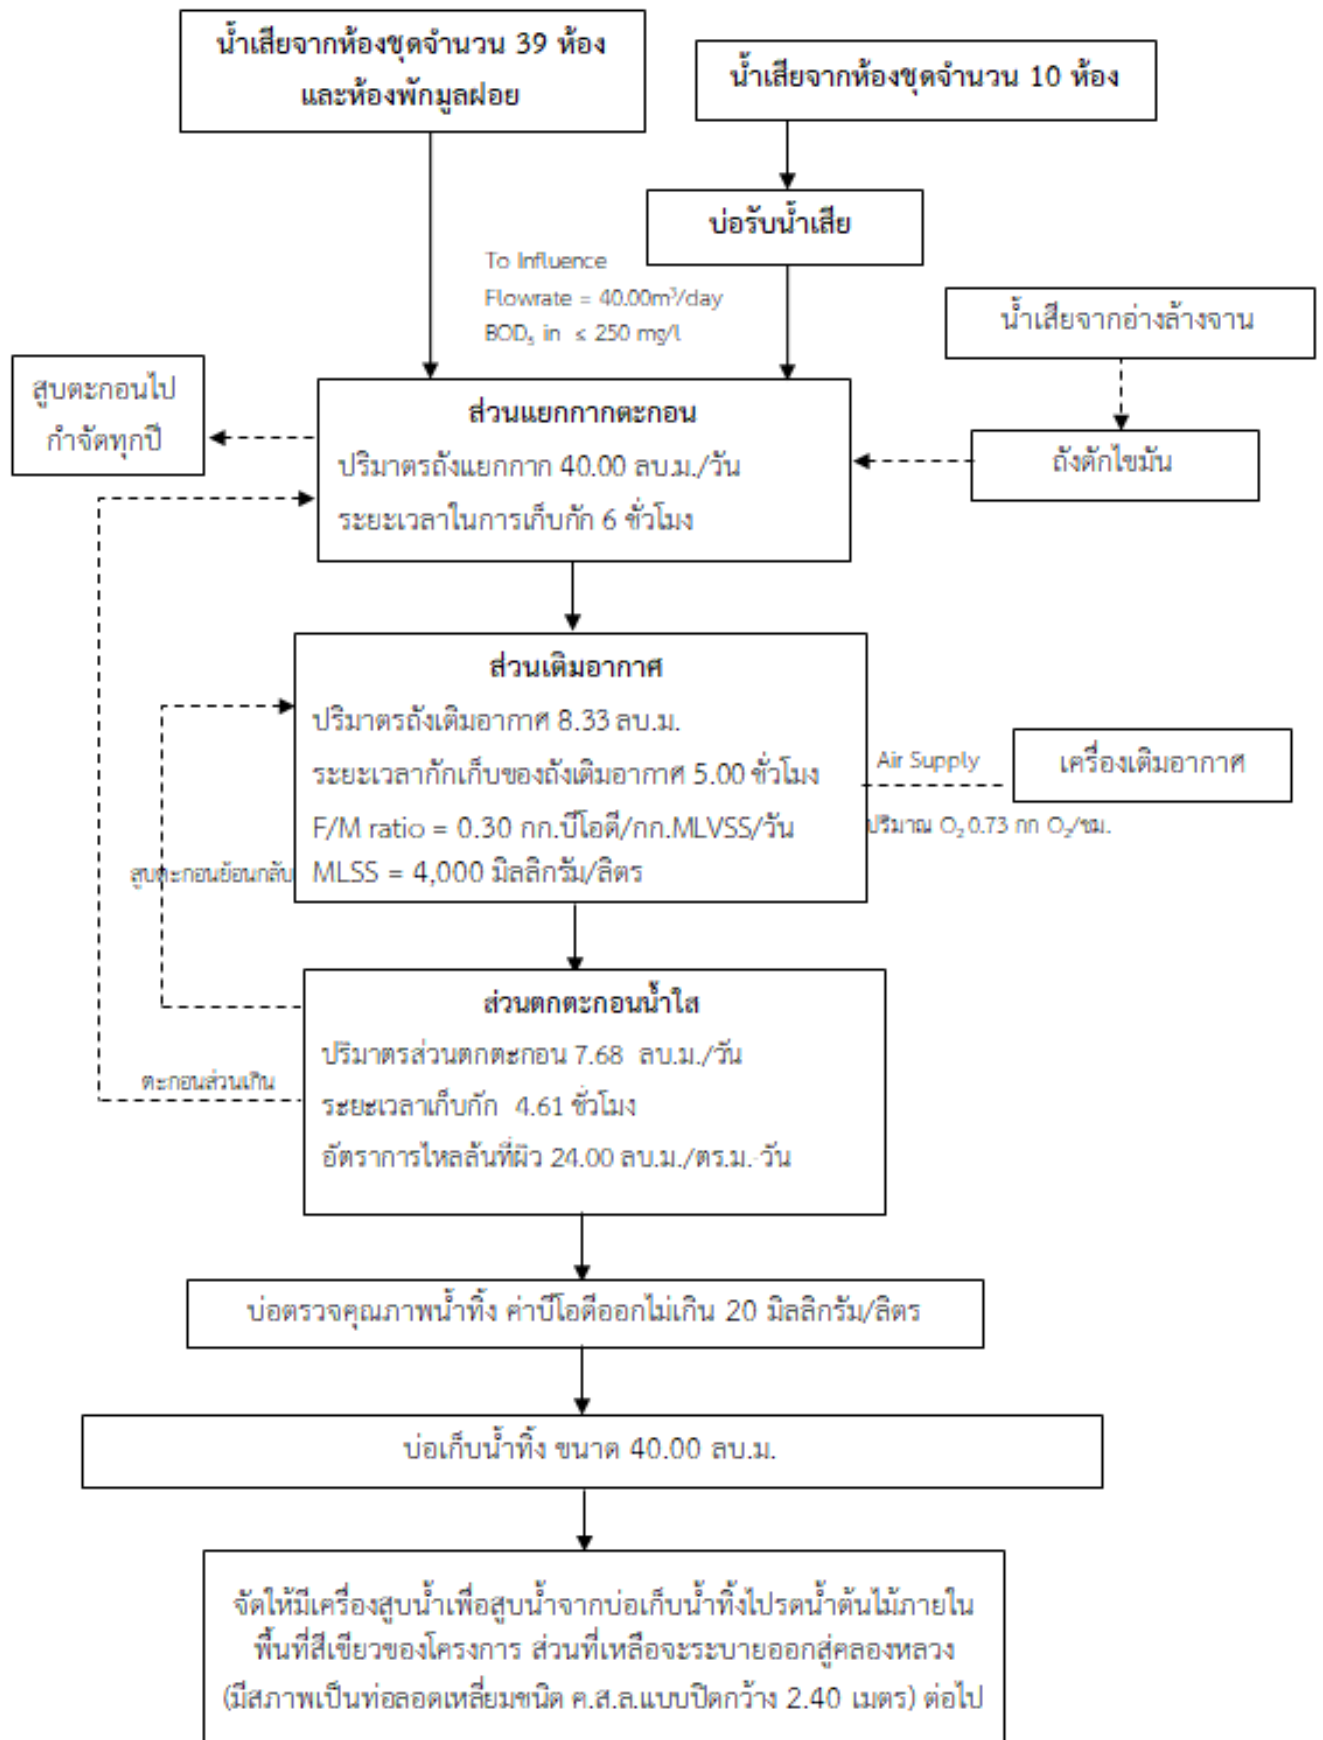 น้ำเสียจากห้องชุดจำนวน 39 ห้อง
และห้องพักมูลฝอย
น้ำเสียจากห้องชุดจำนวน 10 ห้อง
บ่อรับน้ำเสีย
To Influence
Flowrate = 40.00m³/day
BOD₅ in ≤ 250 mg/l
น้ำเสียจากอ่างล้างจาน
สูบตะกอนไป
กำจัดทุกปี
ส่วนแยกกากตะกอน
ปริมาตรถังแยกกาก 40.00 ลบ.ม./วัน
ระยะเวลาในการเก็บกัก 6 ชั่วโมง
ถังดักไขมัน
ส่วนเติมอากาศ
ปริมาตรถังเติมอากาศ 8.33 ลบ.ม.
ระยะเวลากักเก็บของถังเติมอากาศ 5.00 ชั่วโมง
F/M ratio = 0.30 กก.บีโอดี/กก.MLVSS/วัน
MLSS = 4,000 มิลลิกรัม/ลิตร
Air Supply
เครื่องเติมอากาศ
ปริมาณ O₂ 0.73 กก O₂/ชม.
สูบตะกอนย้อนกลับ
ส่วนตกตะกอนน้ำใส
ปริมาตรส่วนตกตะกอน 7.68 ลบ.ม./วัน
ระยะเวลาเก็บกัก 4.61 ชั่วโมง
อัตราการไหลล้นที่ผิว 24.00 ลบ.ม./ตร.ม.-วัน
ตะกอนส่วนเกิน
บ่อตรวจคุณภาพน้ำทิ้ง ค่าบีโอดีออกไม่เกิน 20 มิลลิกรัม/ลิตร
บ่อเก็บน้ำทิ้ง ขนาด 40.00 ลบ.ม.
จัดให้มีเครื่องสูบน้ำเพื่อสูบน้ำจากบ่อเก็บน้ำทิ้งไปรดน้ำต้นไม้ภายใน
พื้นที่สีเขียวของโครงการ ส่วนที่เหลือจะระบายออกสู่คลองหลวง
(มีสภาพเป็นท่อลอดเหลี่ยมชนิด ค.ส.ล.แบบปิดกว้าง 2.40 เมตร) ต่อไป